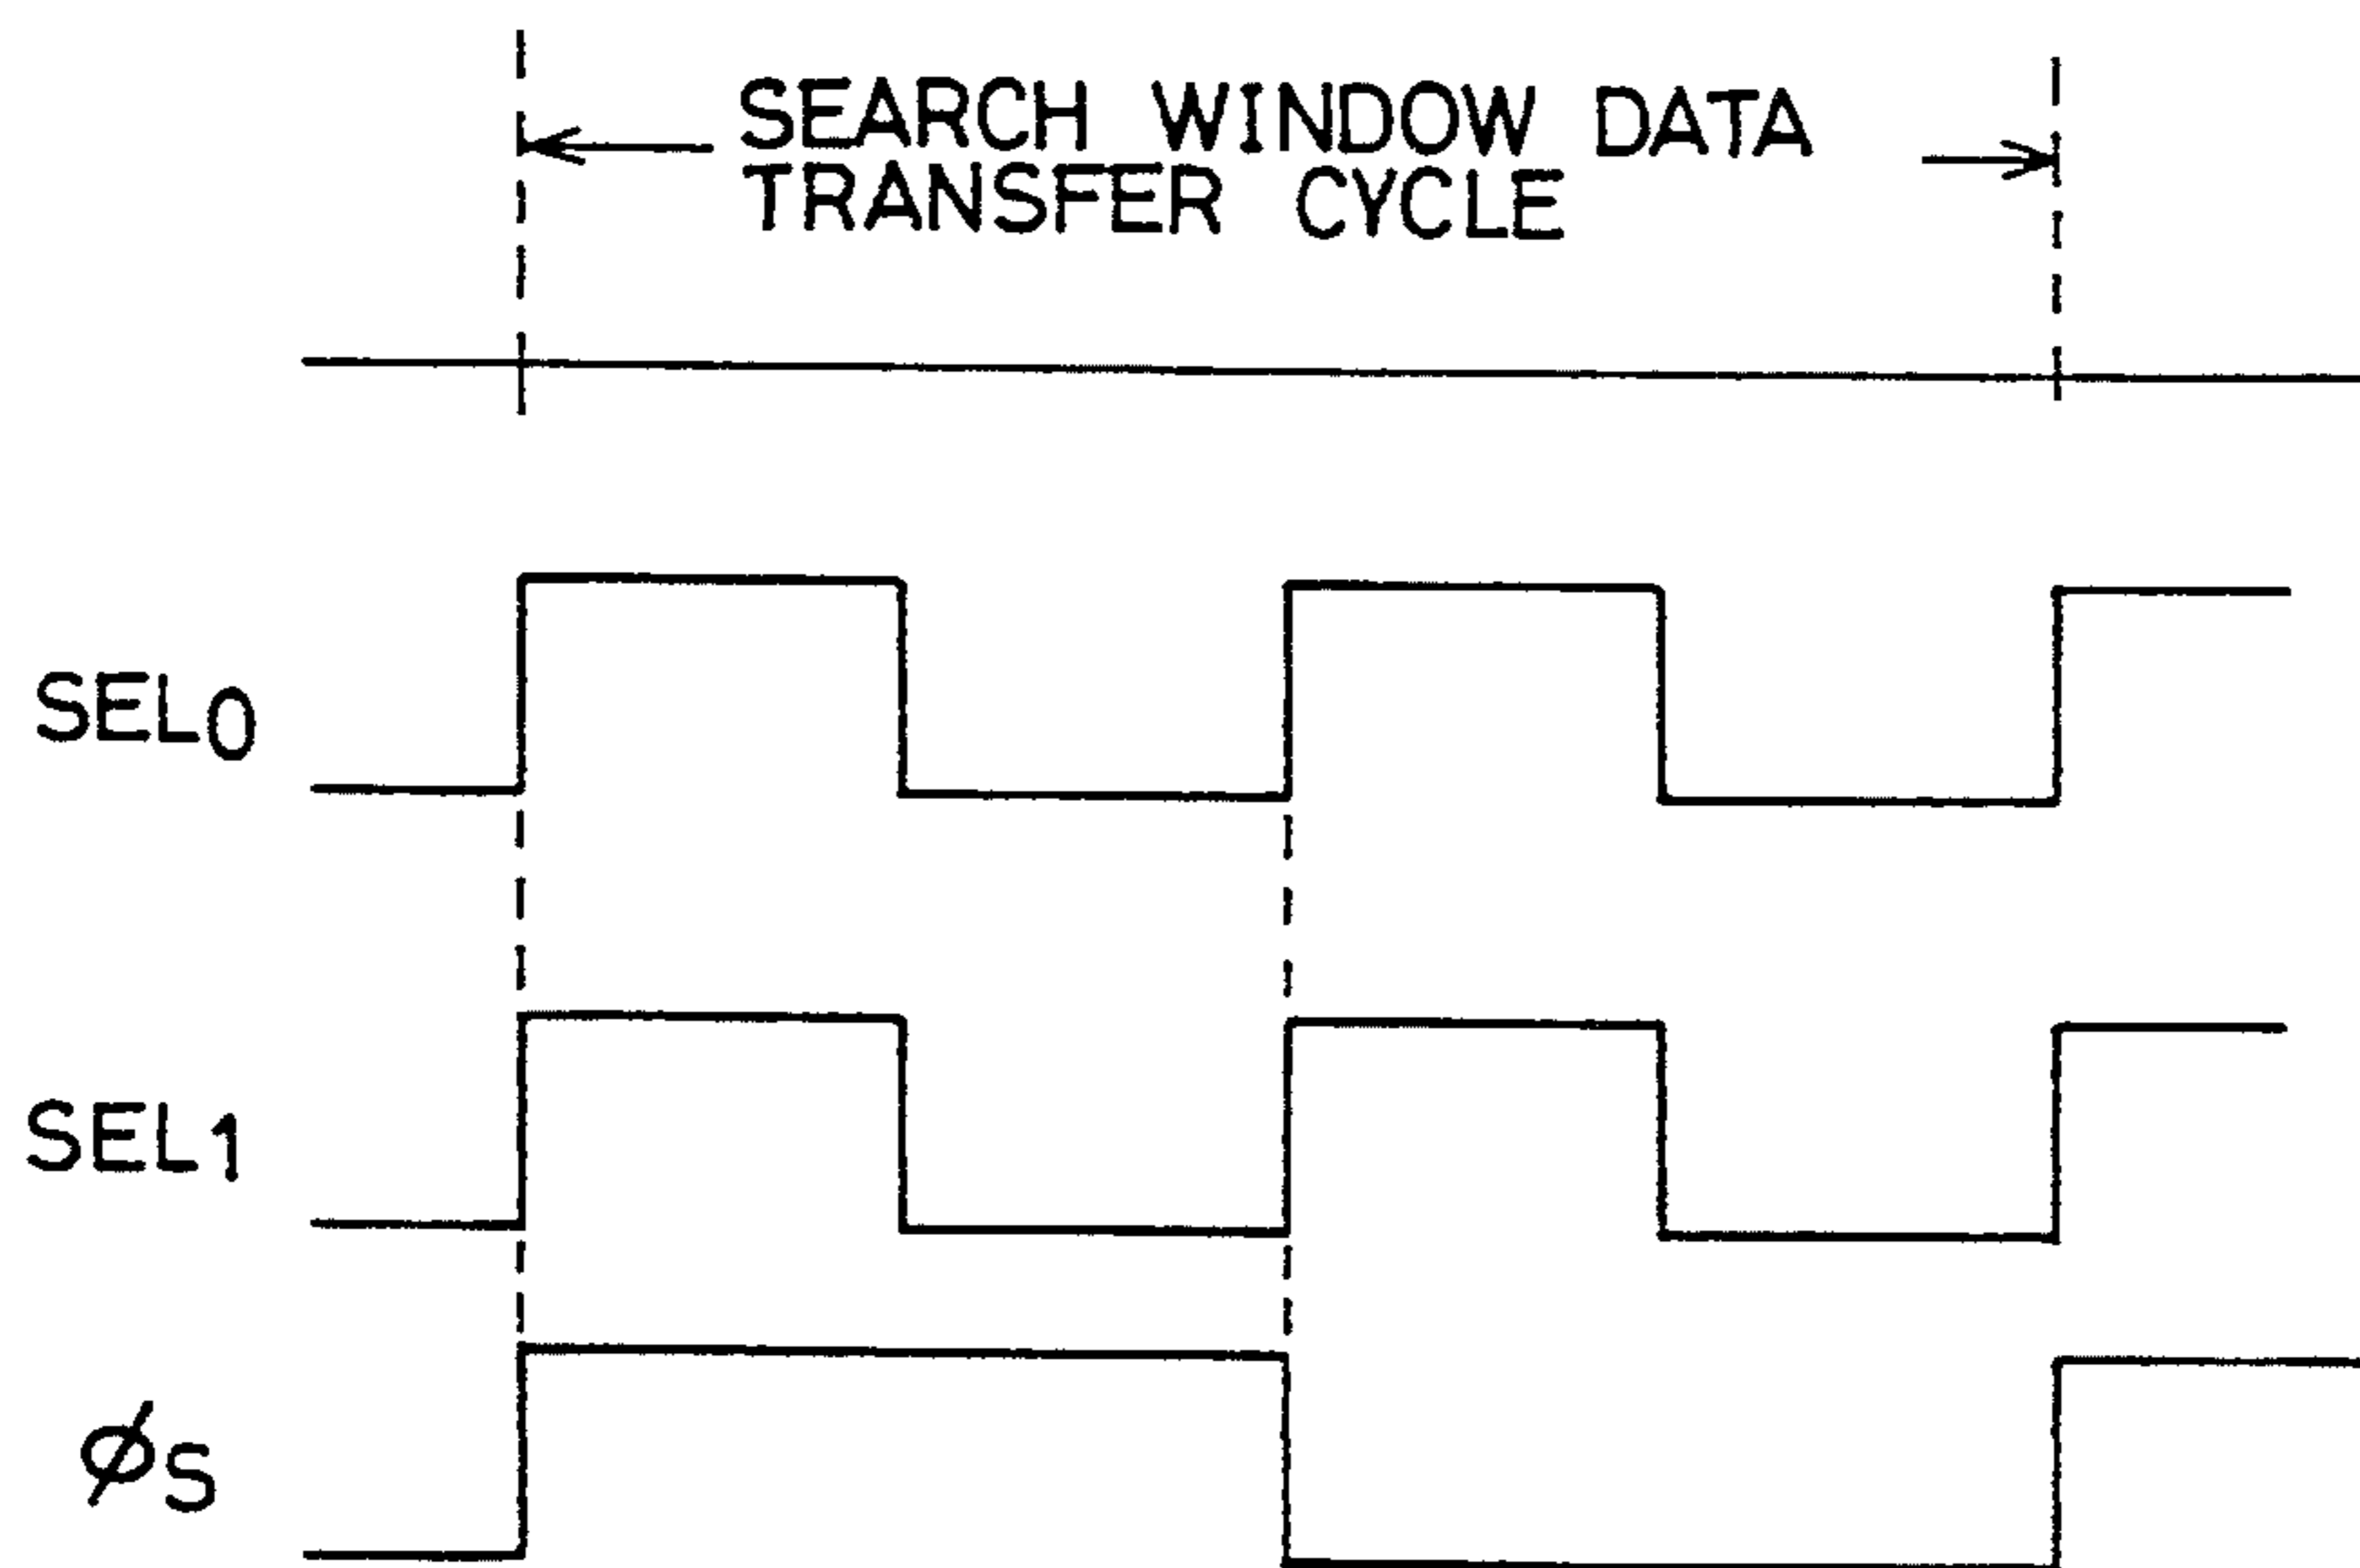 SEARCH WINDOW DATA
TRANSFER CYCLE
SEL0
SEL1
ϕS